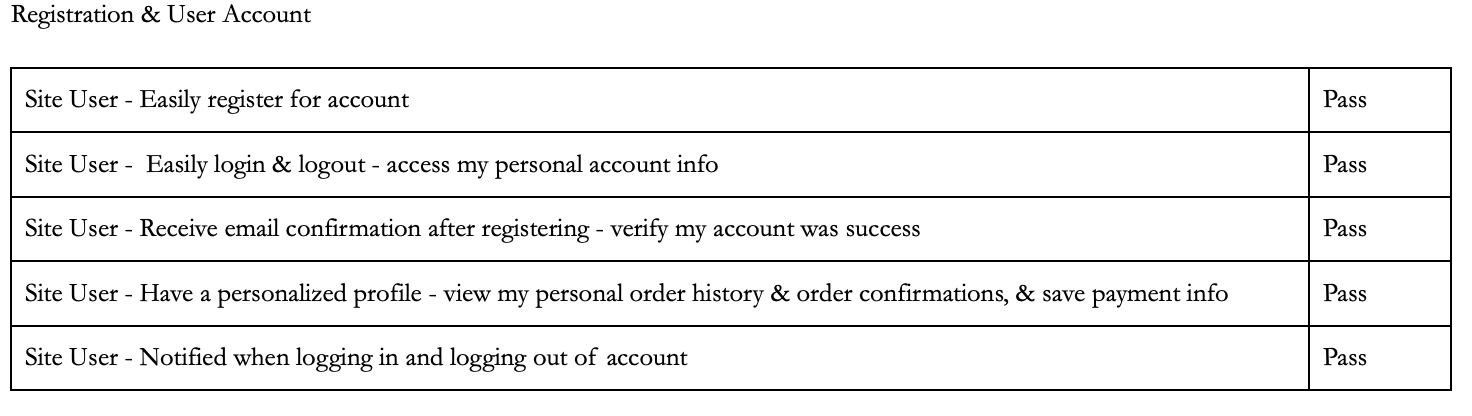 Registration & User Account
Site User - Easily register for account Pass
Site User -  Easily login & logout - access my personal account info Pass
Site User - Receive email confirmation after registering - verify my account was success Pass
Site User - Have a personalized profile - view my personal order history & order confirmations, & save payment info Pass
Site User - Notified when logging in and logging out of account Pass